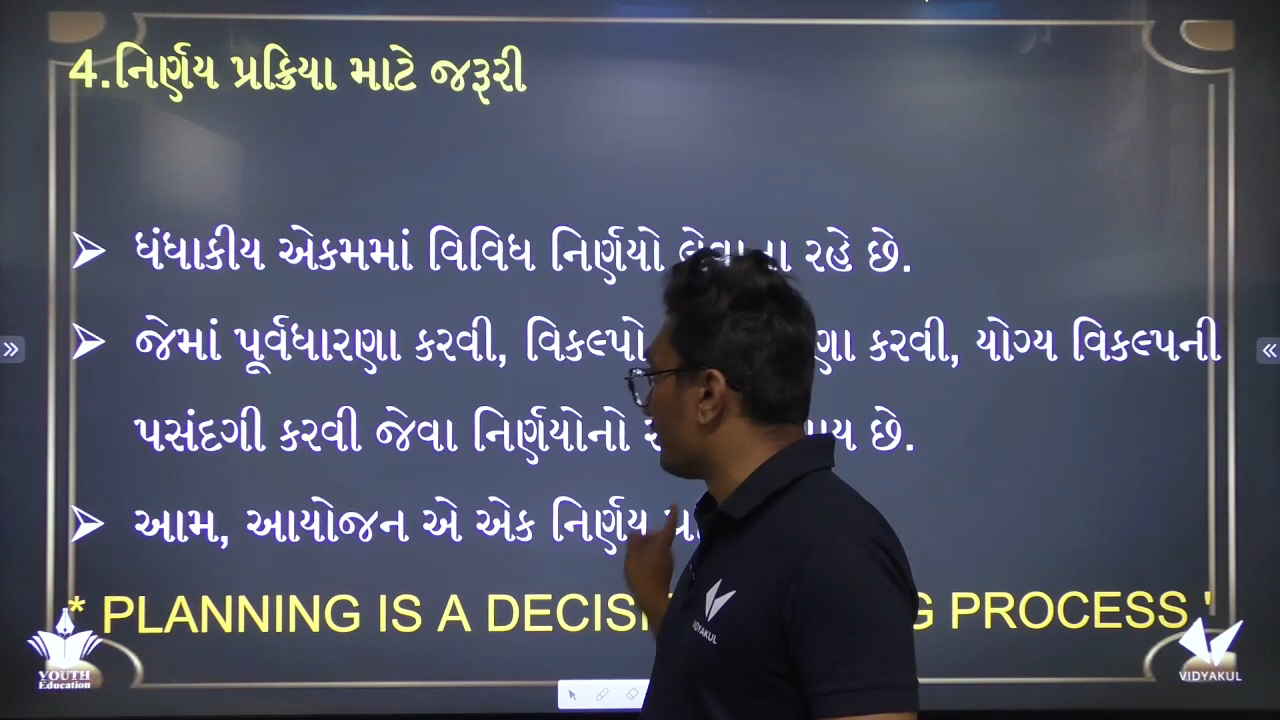 4.નિર્ણય પ્રક્રિયા માટે જરૂરી
➢ ધંધાકીય એકમમાં વિવિધ નિર્ણયો રહે છે.
➢ જેમાં પૂર્વધારણા કરવી, વિકલ્પો કરવી, યોગ્ય વિકલ્પની
પસંદગી કરવી જેવા નિર્ણયોનો છે.
➢ આમ, આયોજન એ એક નિર્ણય
* PLANNING IS A PROCESS.'
YOUTH
Education
VIDYAKUL
VIDYAKUL